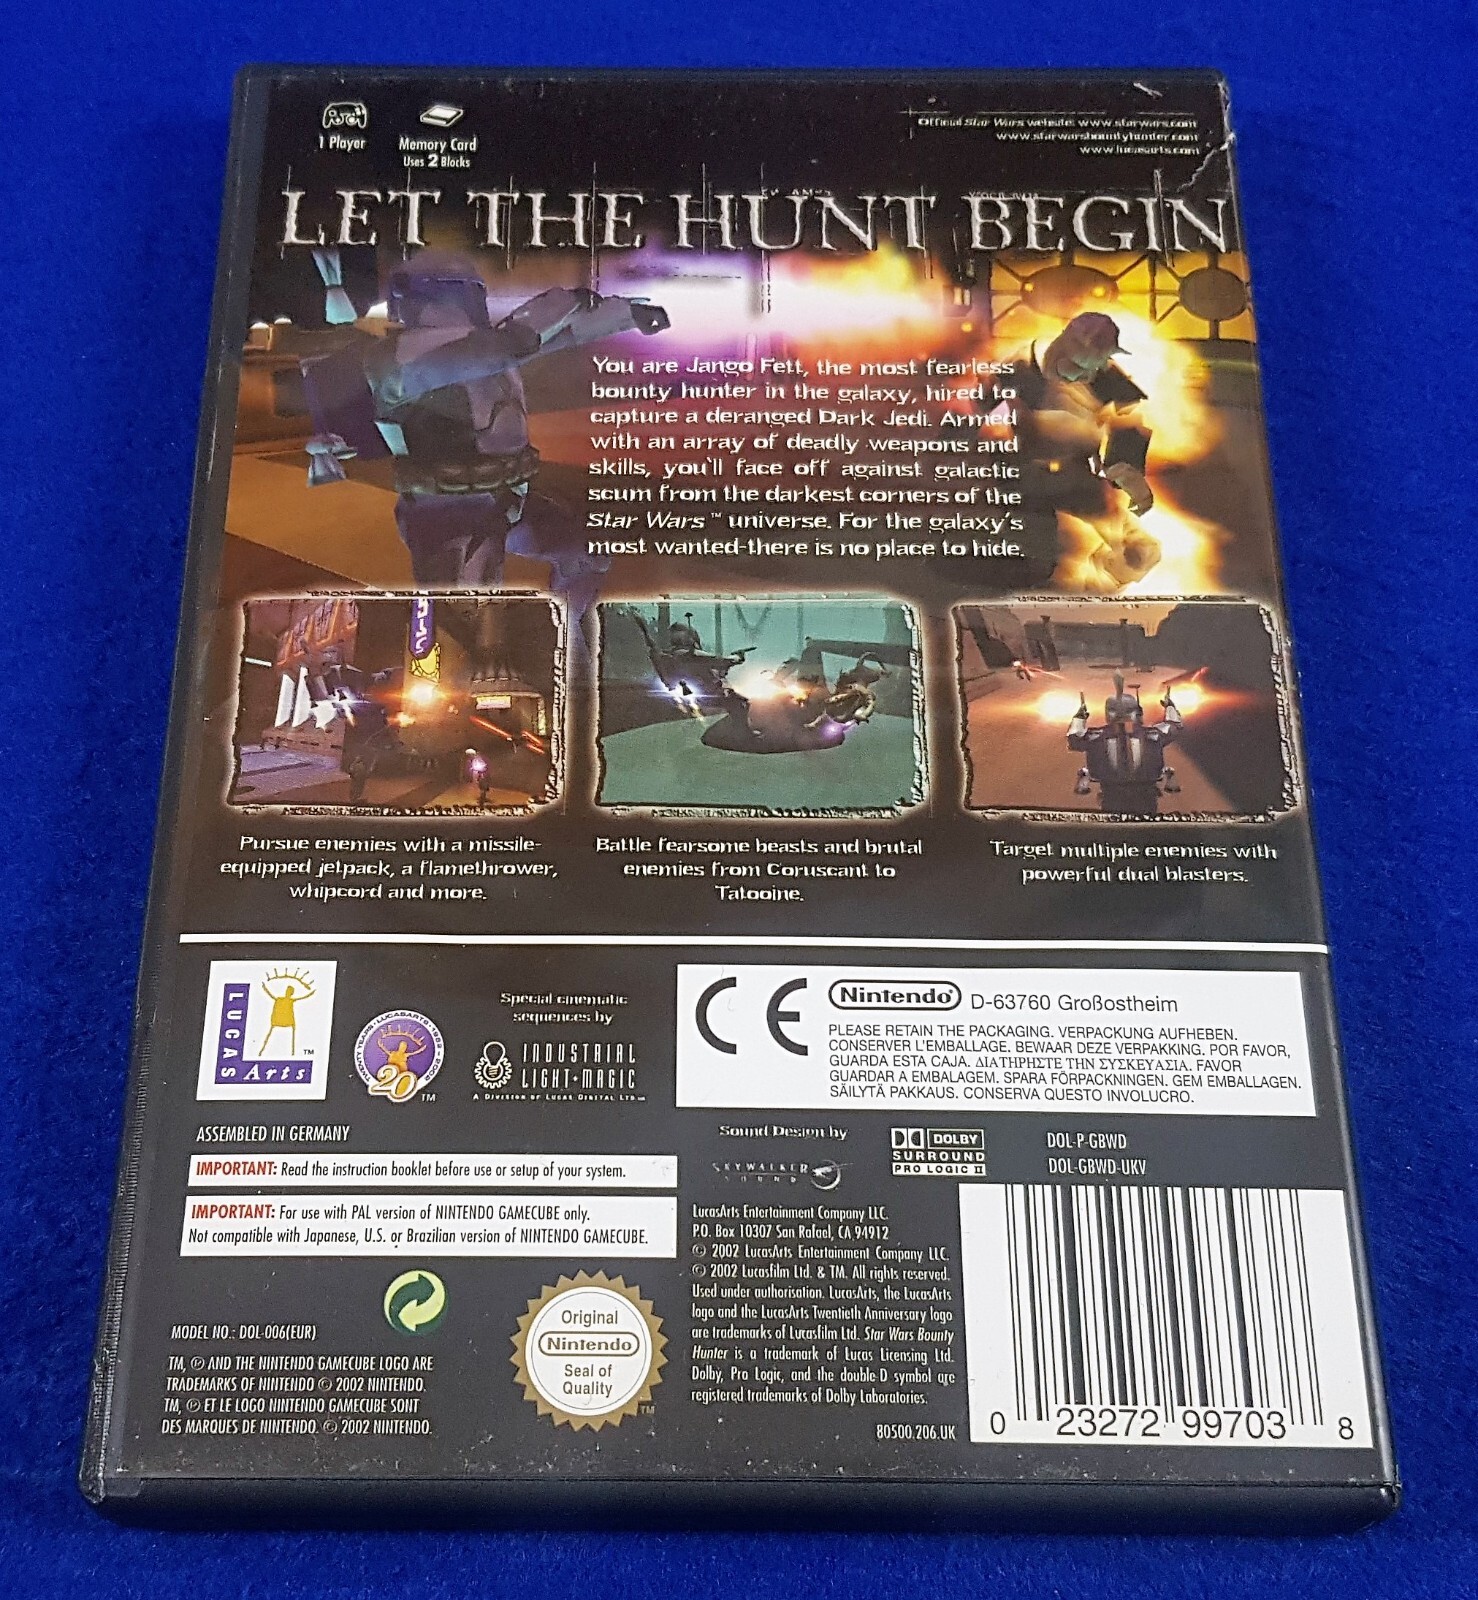 1 Player
Memory Card
Uses 2 Blocks
Official Star Wars website: www.starwars.com
www.starwarsbountyhunter.com
www.lucasarts.com
LET THE HUNT BEGIN
You are Jango Fett, the most fearless
bounty hunter in the galaxy, hired to
capture a deranged Dark Jedi. Armed
with an array of deadly weapons and
skills, you'll face off against galactic
scum from the darkest corners of the
Star Wars™ universe. For the galaxy's
most wanted-there is no place to hide.
Pursue enemies with a missile-
equipped jetpack, a flamethrower,
whipcord and more.
Battle fearsome beasts and brutal
enemies from Coruscant to
Tatooine.
Target multiple enemies with
powerful dual blasters.
LUCAS Arts ™
TWENTY YEARS · LUCASARTS · 1982 - 2002
20 TM
Special cinematic
sequences by
INDUSTRIAL
LIGHT+MAGIC
A DIVISION OF LUCAS DIGITAL LTD.
CE
Nintendo® D-63760 Großostheim
PLEASE RETAIN THE PACKAGING. VERPACKUNG AUFHEBEN.
CONSERVER L'EMBALLAGE. BEWAAR DEZE VERPAKKING. POR FAVOR,
GUARDA ESTA CAJA. ΔΙΑΤΗΡΗΣΤΕ ΤΗΝ ΣΥΣΚΕΥΑΣΙΑ. FAVOR
GUARDAR A EMBALAGEM. SPARA FÖRPACKNINGEN. GEM EMBALLAGEN.
SÄILYTÄ PAKKAUS. CONSERVA QUESTO INVOLUCRO.
ASSEMBLED IN GERMANY
IMPORTANT: Read the instruction booklet before use or setup of your system.
IMPORTANT: For use with PAL version of NINTENDO GAMECUBE only.
Not compatible with Japanese, U.S. or Brazilian version of NINTENDO GAMECUBE.
Sound Design by
SKYWALKER
SOUND
DOLBY
SURROUND
PRO LOGIC II
DOL-P-GBWD
DOL-GBWD-UKV
LucasArts Entertainment Company LLC.
P.O. Box 10307 San Rafael, CA 94912
© 2002 LucasArts Entertainment Company LLC.
© 2002 Lucasfilm Ltd. & TM. All rights reserved.
Used under authorisation. LucasArts, the LucasArts
logo and the LucasArts Twentieth Anniversary logo
are trademarks of Lucasfilm Ltd. Star Wars Bounty
Hunter is a trademark of Lucas Licensing Ltd.
Dolby, Pro Logic, and the double-D symbol are
registered trademarks of Dolby Laboratories.
80500.206.UK
MODEL NO.: DOL-006(EUR)
TM, ® AND THE NINTENDO GAMECUBE LOGO ARE
TRADEMARKS OF NINTENDO © 2002 NINTENDO.
TM, ® ET LE LOGO NINTENDO GAMECUBE SONT
DES MARQUES DE NINTENDO. © 2002 NINTENDO.
Original
Nintendo
Seal of
Quality
TM
0 23272 99703 8